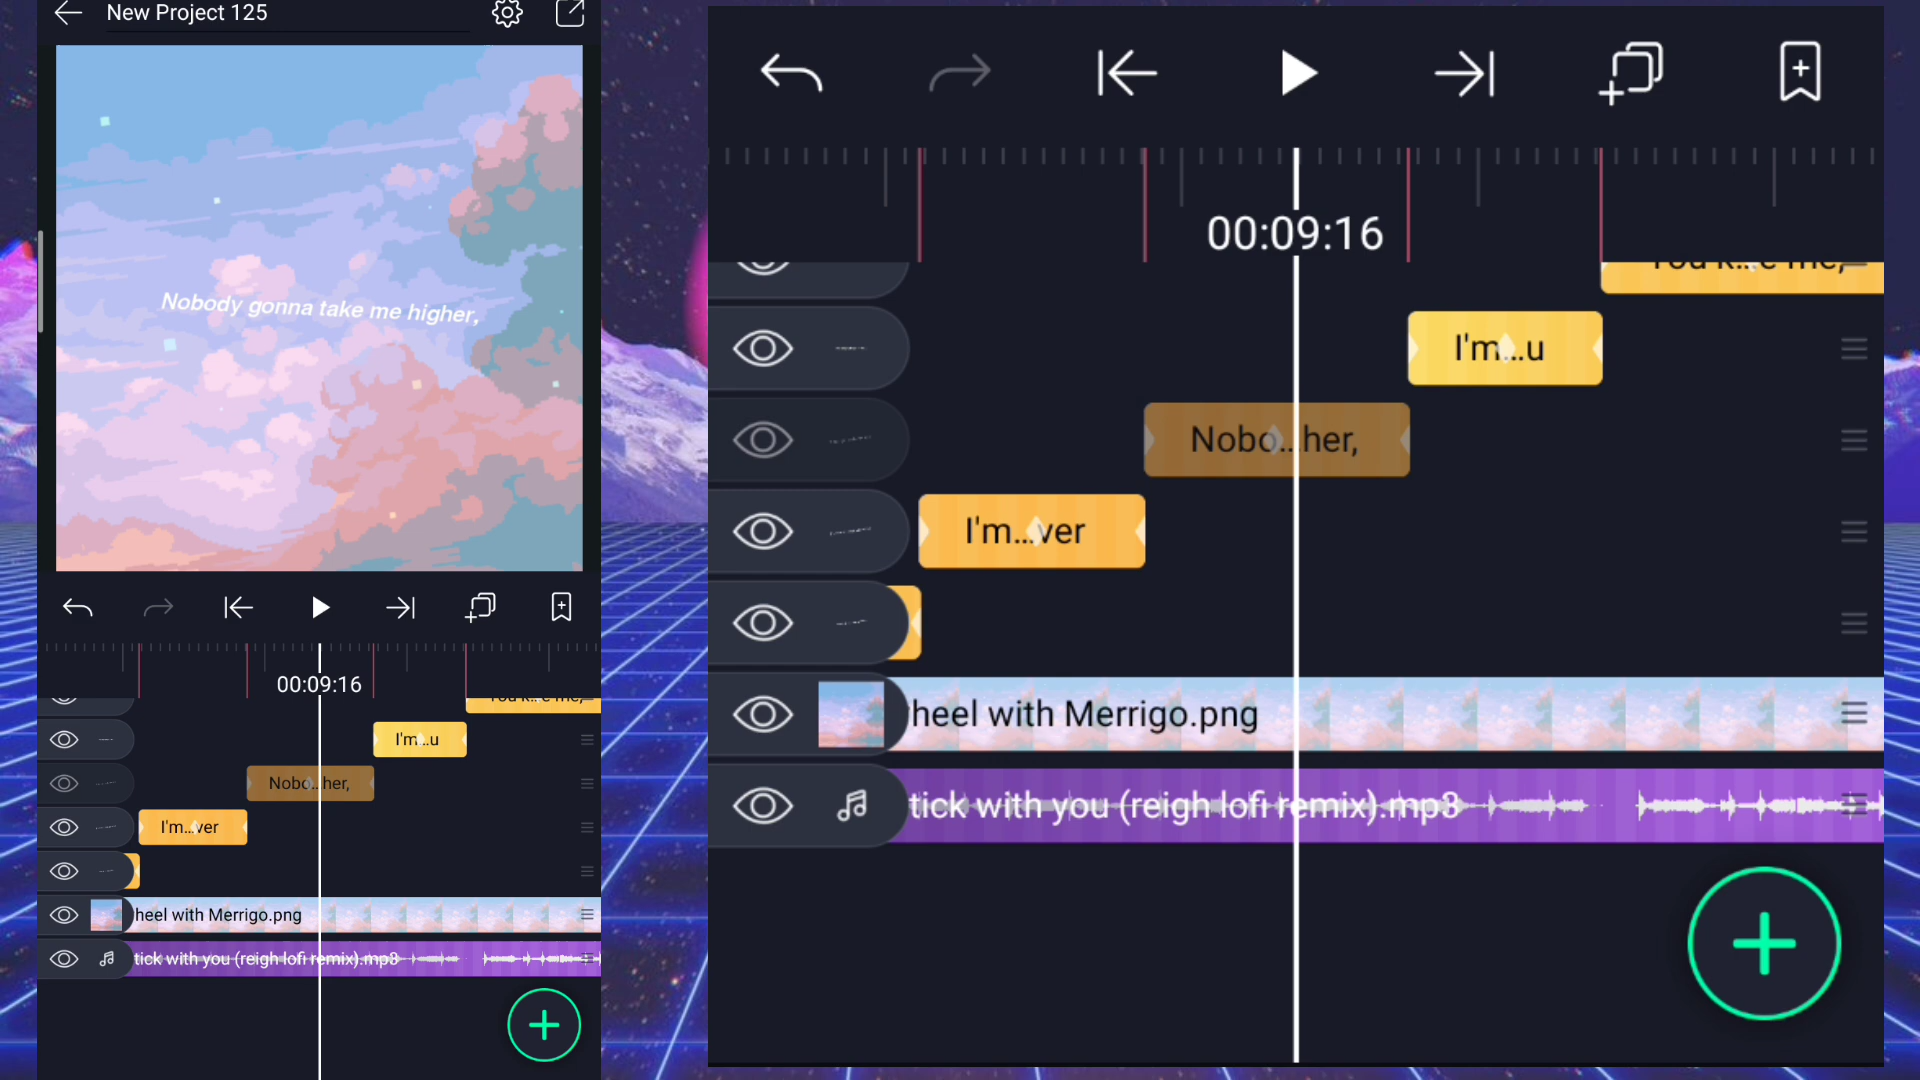 New Project 125
Nobody gonna take me higher,
00:09:16
I'm...u
Nobo...her,
I'm...ver
heel with Merrigo.png
tick with you (reigh lofi remix).mp3
00:09:16
You k...e me,
I'm...u
Nobo...her,
I'm...ver
heel with Merrigo.png
tick with you (reigh lofi remix).mp3